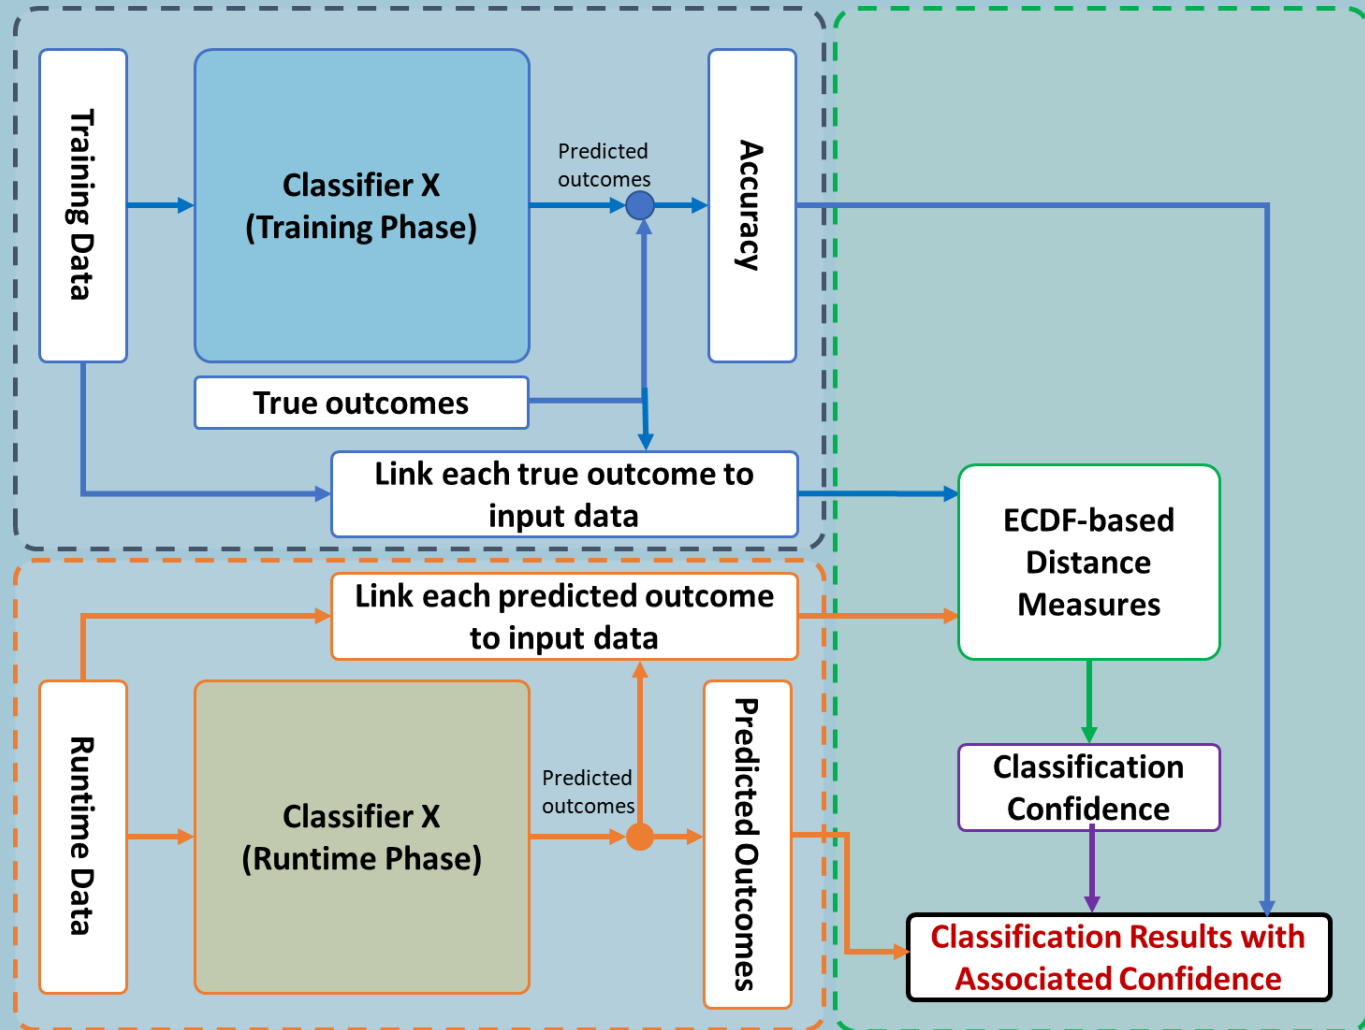 Training Data
Classifier X
(Training Phase)
Predicted
outcomes
Accuracy
True outcomes
Link each true outcome to
input data
ECDF-based
Distance
Measures
Link each predicted outcome
to input data
Runtime Data
Classifier X
(Runtime Phase)
Predicted
outcomes
Predicted Outcomes
Classification
Confidence
Classification Results with
Associated Confidence